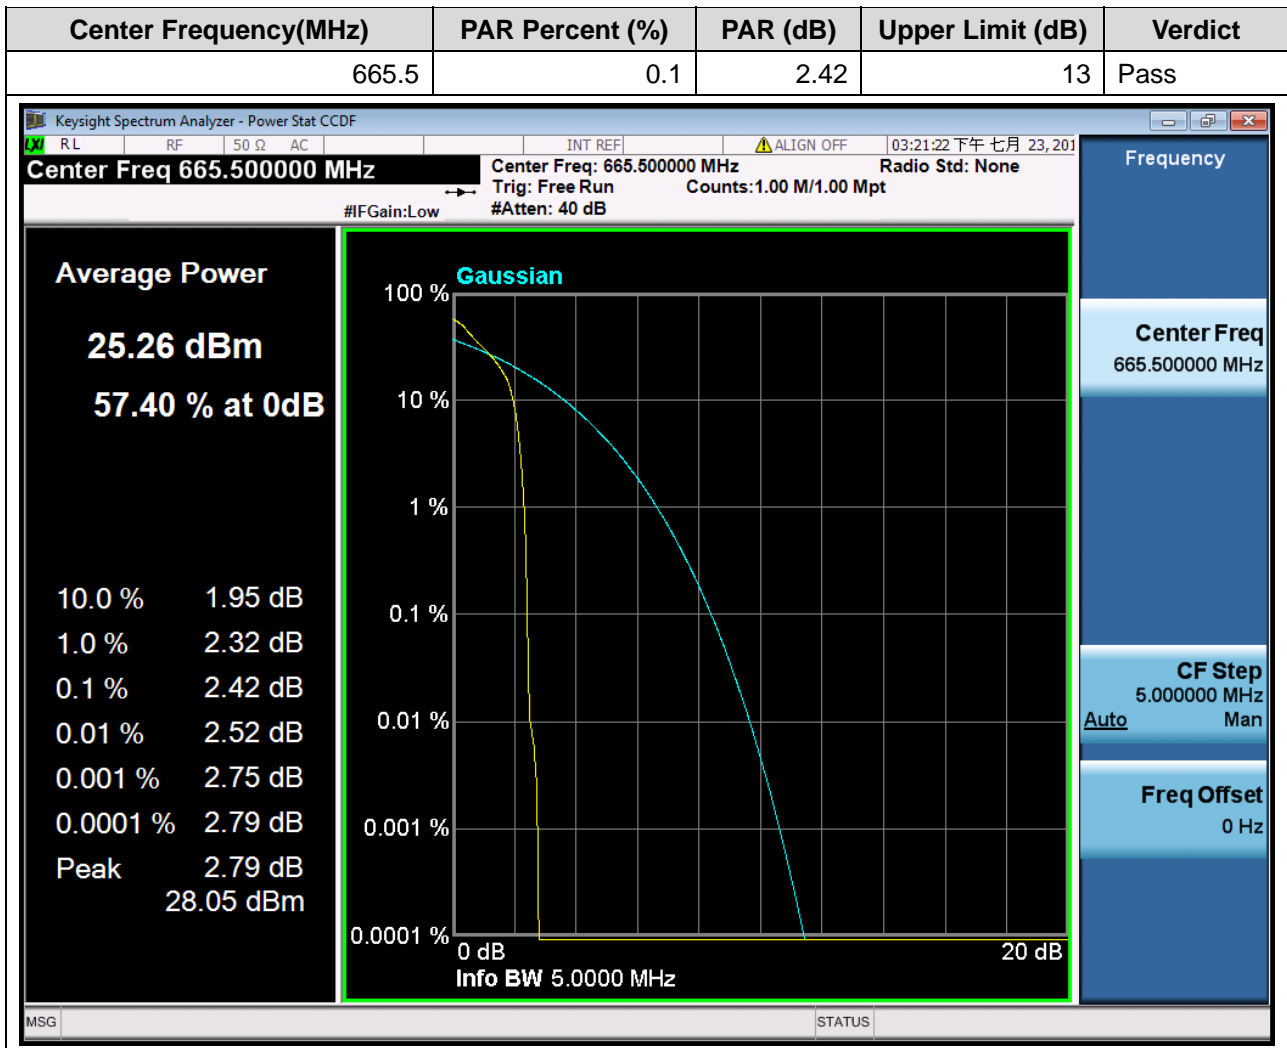 Center Frequency(MHz) PAR Percent (%) PAR (dB) Upper Limit (dB) Verdict
665.5 0.1 2.42 13 Pass
Keysight Spectrum Analyzer - Power Stat CCDF
LXI RL RF 50 Ω AC INT REF ALIGN OFF 03:21:22 下午 七月 23, 201
Center Freq 665.500000 MHz
Center Freq: 665.500000 MHz Radio Std: None
Trig: Free Run Counts:1.00 M/1.00 Mpt
#IFGain:Low #Atten: 40 dB
Average Power
25.26 dBm
57.40 % at 0dB
10.0 % 1.95 dB
1.0 % 2.32 dB
0.1 % 2.42 dB
0.01 % 2.52 dB
0.001 % 2.75 dB
0.0001 % 2.79 dB
Peak 2.79 dB
28.05 dBm
Gaussian
100 %
10 %
1 %
0.1 %
0.01 %
0.001 %
0.0001 %
0 dB 20 dB
Info BW 5.0000 MHz
Frequency
Center Freq
665.500000 MHz
CF Step
5.000000 MHz
Auto Man
Freq Offset
0 Hz
MSG STATUS